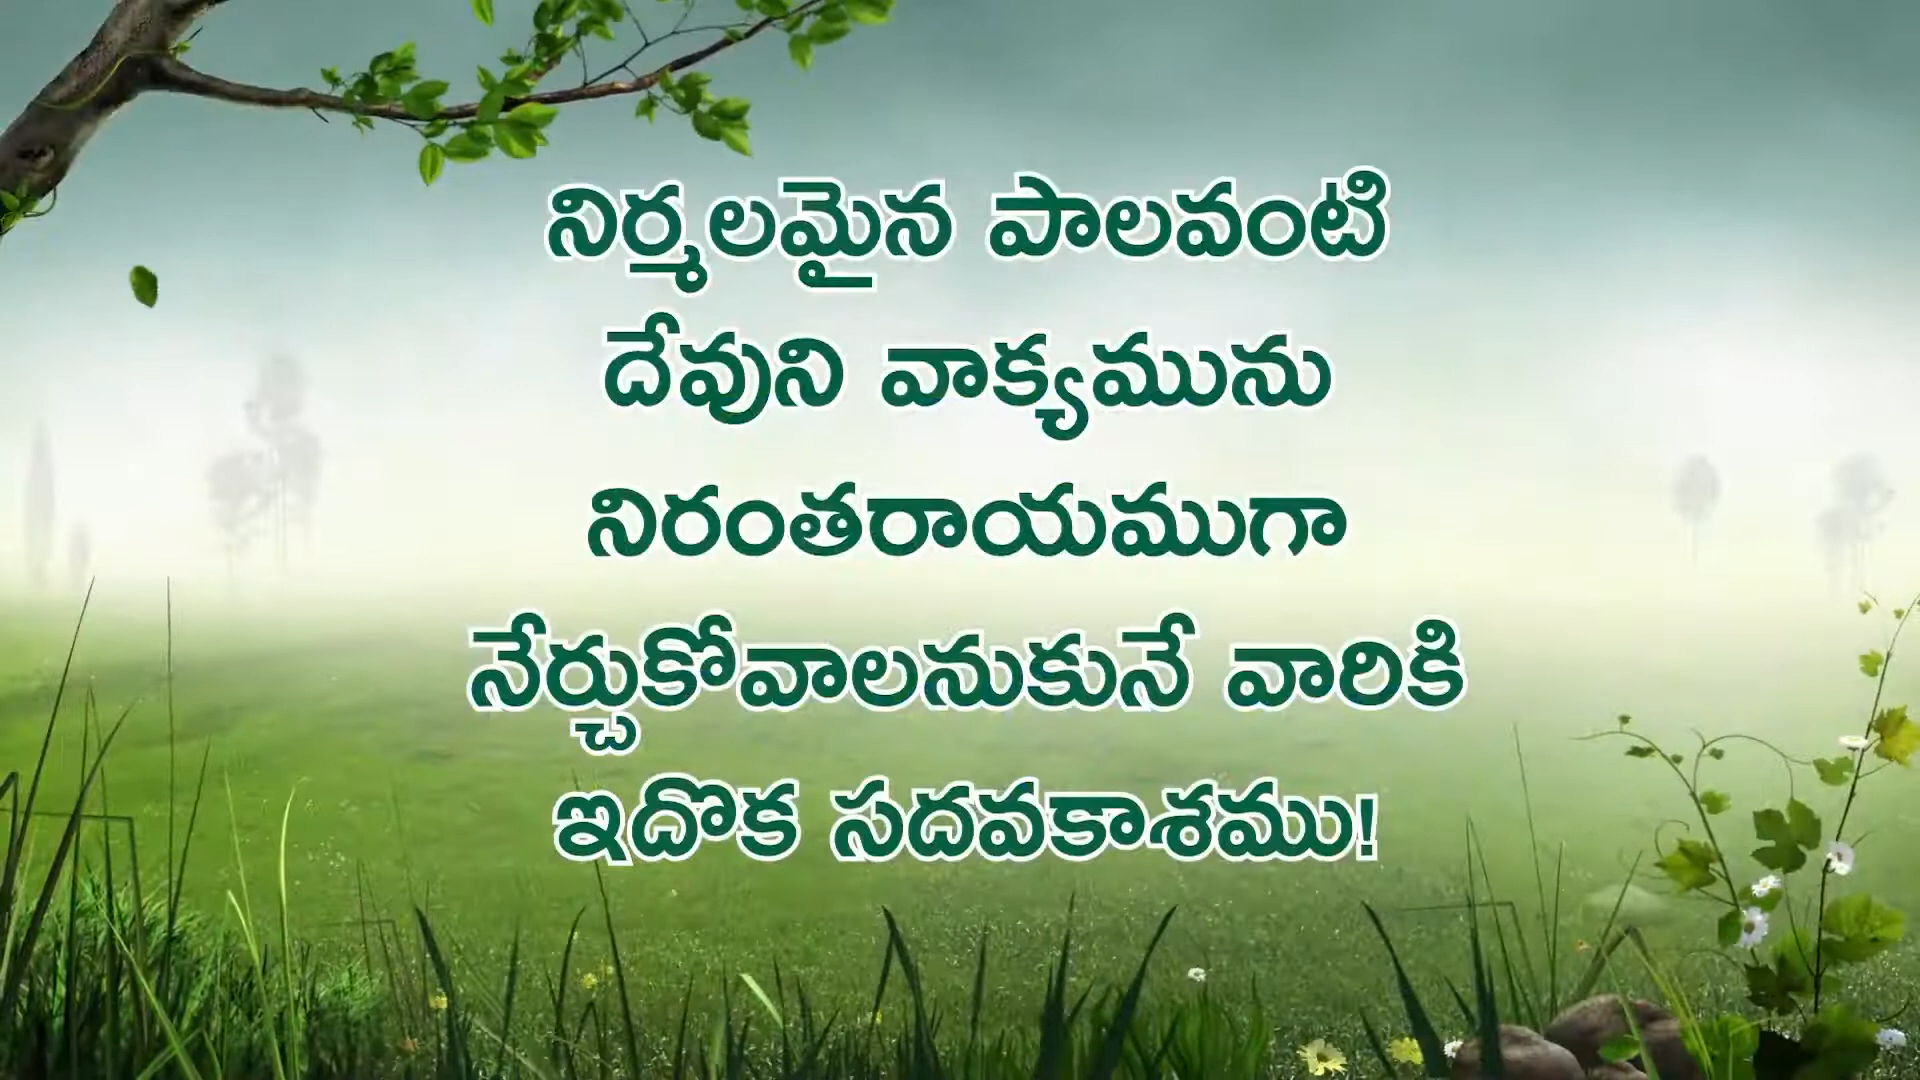 నిర్మలమైన పాలవంటి
దేవుని వాక్యమును
నిరంతరాయముగా
నేర్చుకోవాలనుకునే వారికి
ఇదొక సదవకాశము!